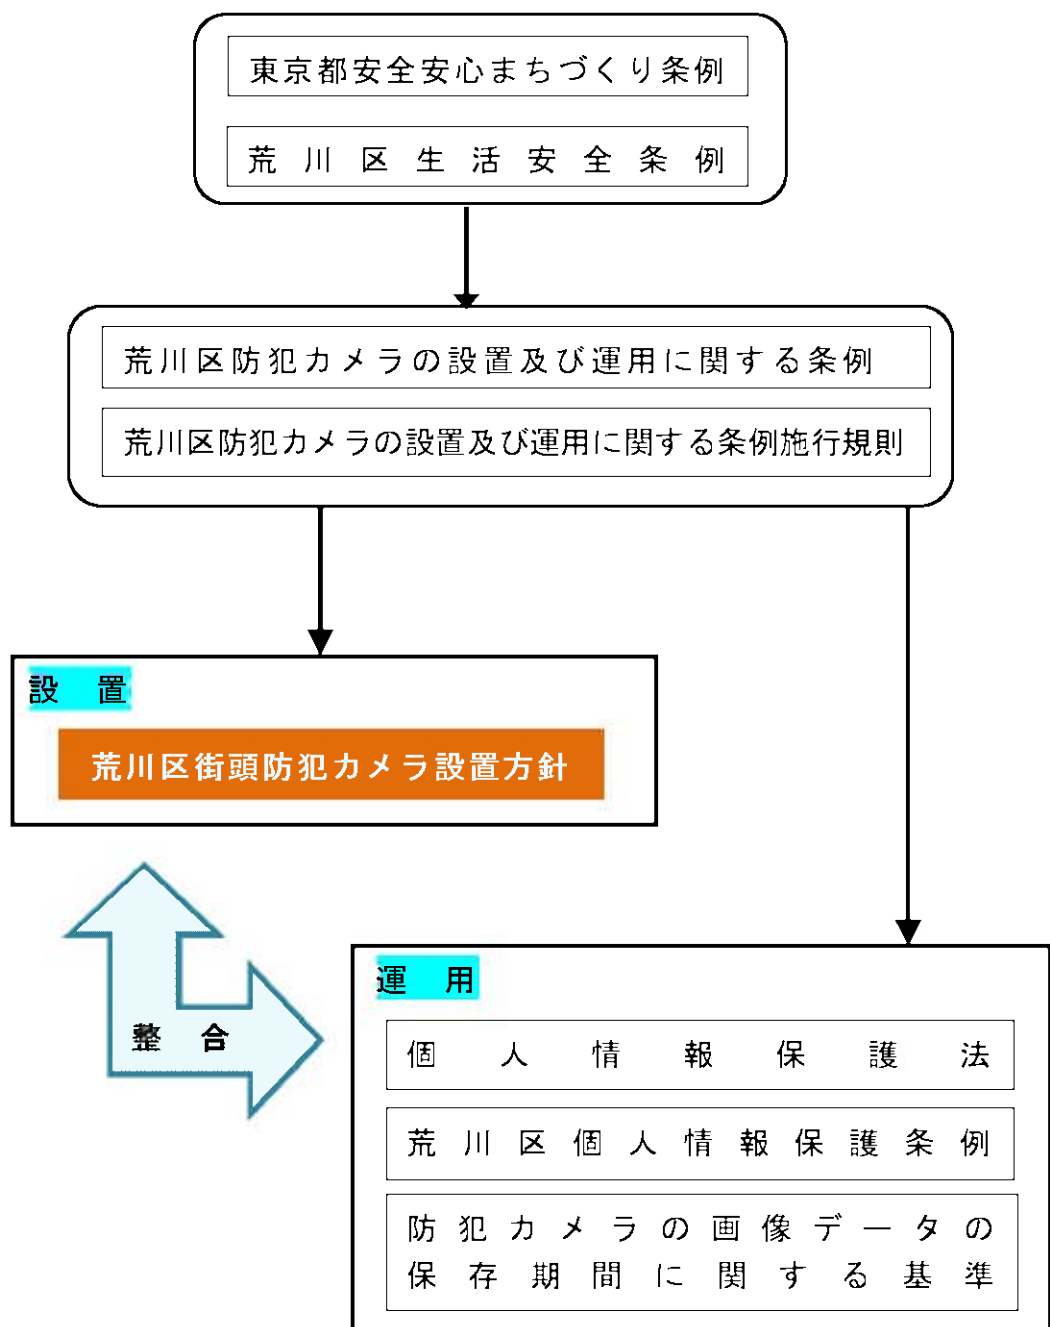 東京都安全安心まちづくり条例
荒川区生活安全条例
荒川区防犯カメラの設置及び運用に関する条例
荒川区防犯カメラの設置及び運用に関する条例施行規則
設 置
荒川区街頭防犯カメラ設置方針
整 合
運 用
個人情報保護法
荒川区個人情報保護条例
防犯カメラの画像データの
保存期間に関する基準